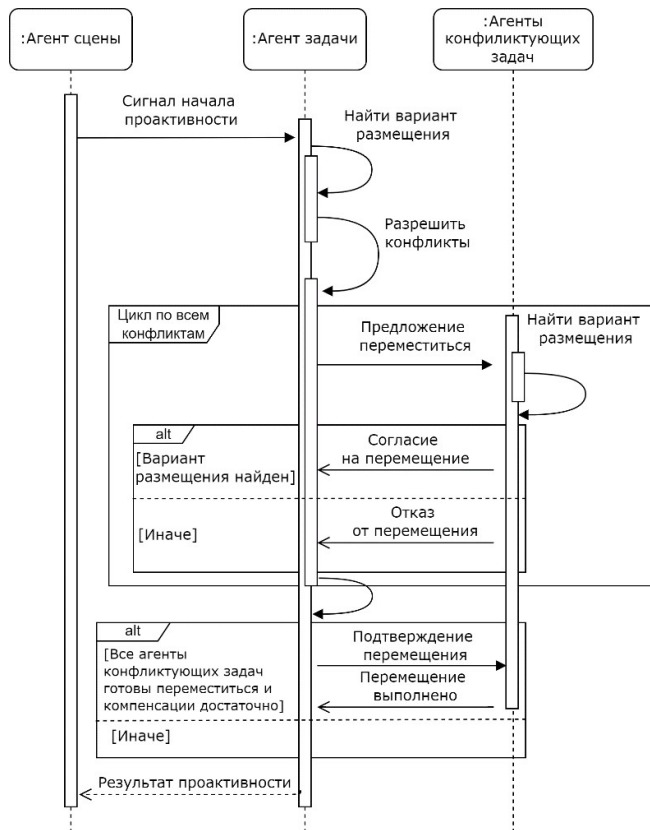 :Агент сцены
:Агент задачи
:Агенты
конфиликтующих
задач
Сигнал начала
проактивности
Найти вариант
размещения
Разрешить
конфликты
Цикл по всем
конфликтам
Предложение
переместиться
Найти вариант
размещения
alt
[Вариант
размещения найден]
Согласие
на перемещение
[Иначе]
Отказ
от перемещения
alt
[Все агенты
конфликтующих задач
готовы переместиться и
компенсации достаточно]
Подтверждение
перемещения
Перемещение
выполнено
[Иначе]
Результат проактивности